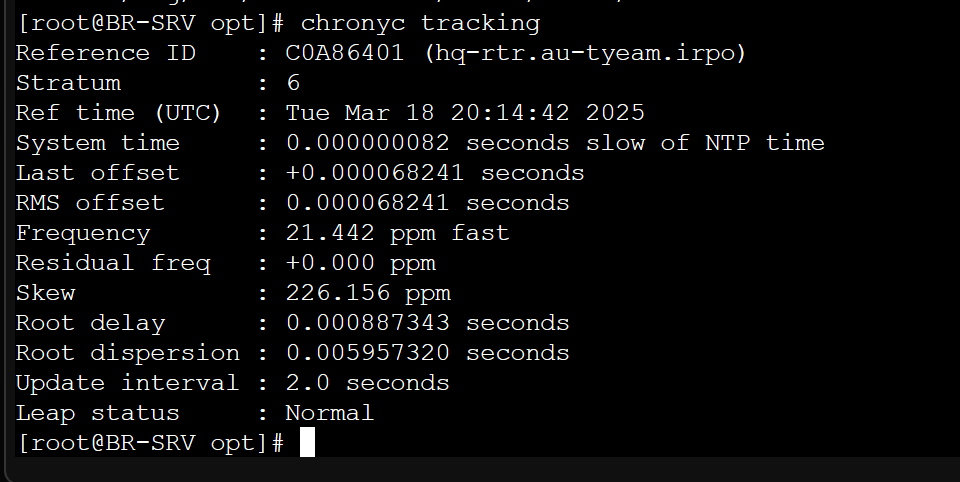 [root@BR-SRV opt]# chronyc tracking
Reference ID    : C0A86401 (hq-rtr.au-tyeam.irpo)
Stratum         : 6
Ref time (UTC)  : Tue Mar 18 20:14:42 2025
System time     : 0.000000082 seconds slow of NTP time
Last offset     : +0.000068241 seconds
RMS offset      : 0.000068241 seconds
Frequency       : 21.442 ppm fast
Residual freq   : +0.000 ppm
Skew            : 226.156 ppm
Root delay      : 0.000887343 seconds
Root dispersion : 0.005957320 seconds
Update interval : 2.0 seconds
Leap status     : Normal
[root@BR-SRV opt]#